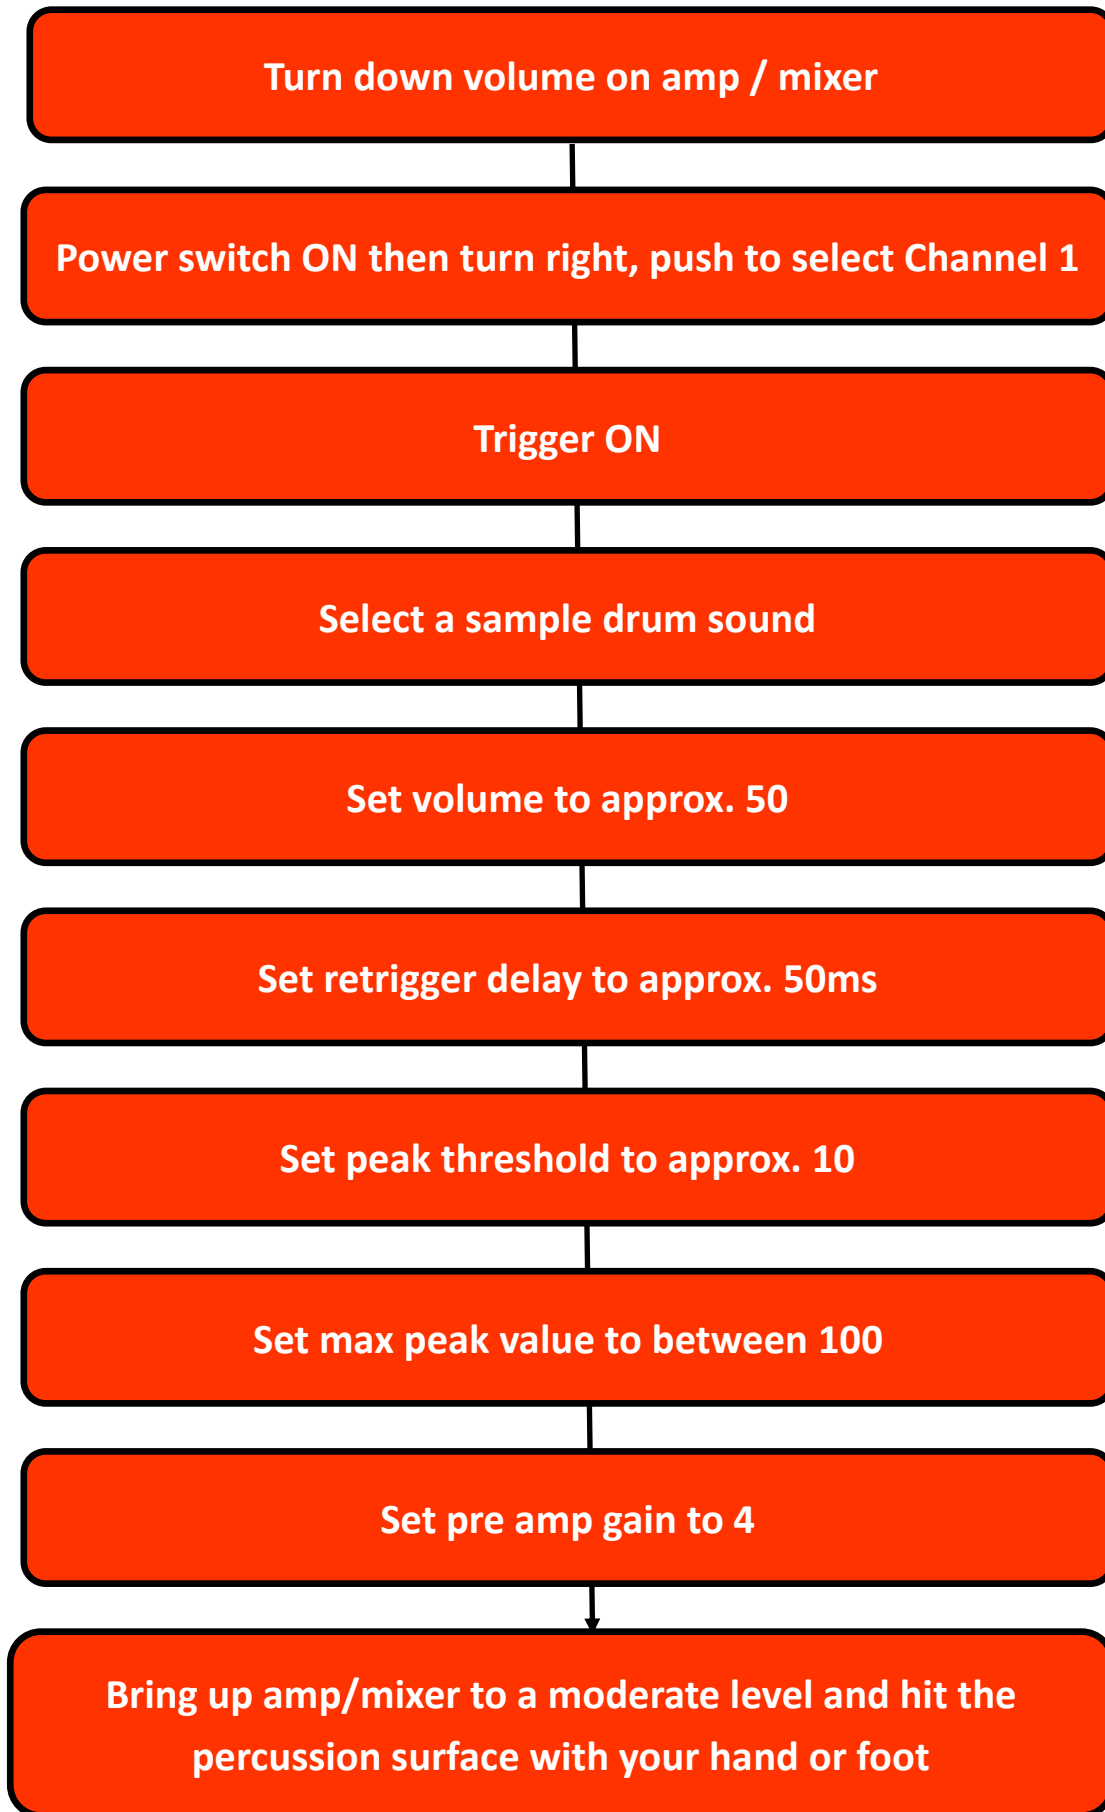 Turn down volume on amp / mixer
Power switch ON then turn right, push to select Channel 1
Trigger ON
Select a sample drum sound
Set volume to approx. 50
Set retrigger delay to approx. 50ms
Set peak threshold to approx. 10
Set max peak value to between 100
Set pre amp gain to 4
Bring up amp/mixer to a moderate level and hit the
percussion surface with your hand or foot